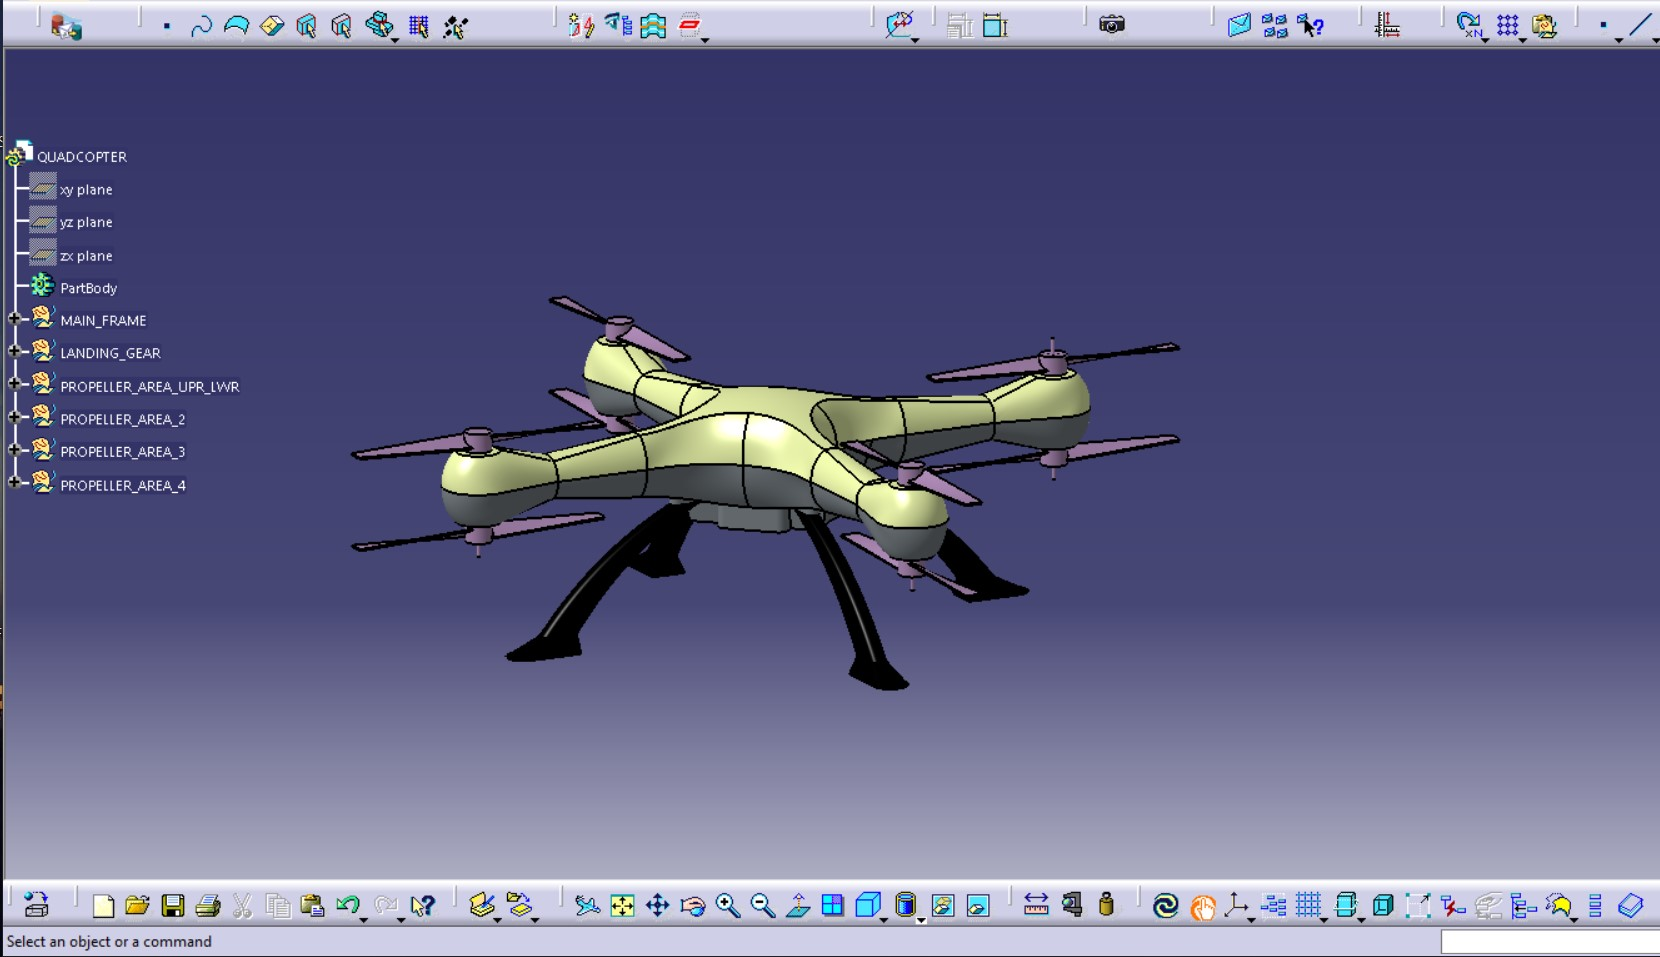 QUADCOPTER
xy plane
yz plane
zx plane
PartBody
MAIN_FRAME
LANDING_GEAR
PROPELLER_AREA_UPR_LWR
PROPELLER_AREA_2
PROPELLER_AREA_3
PROPELLER_AREA_4
Select an object or a command